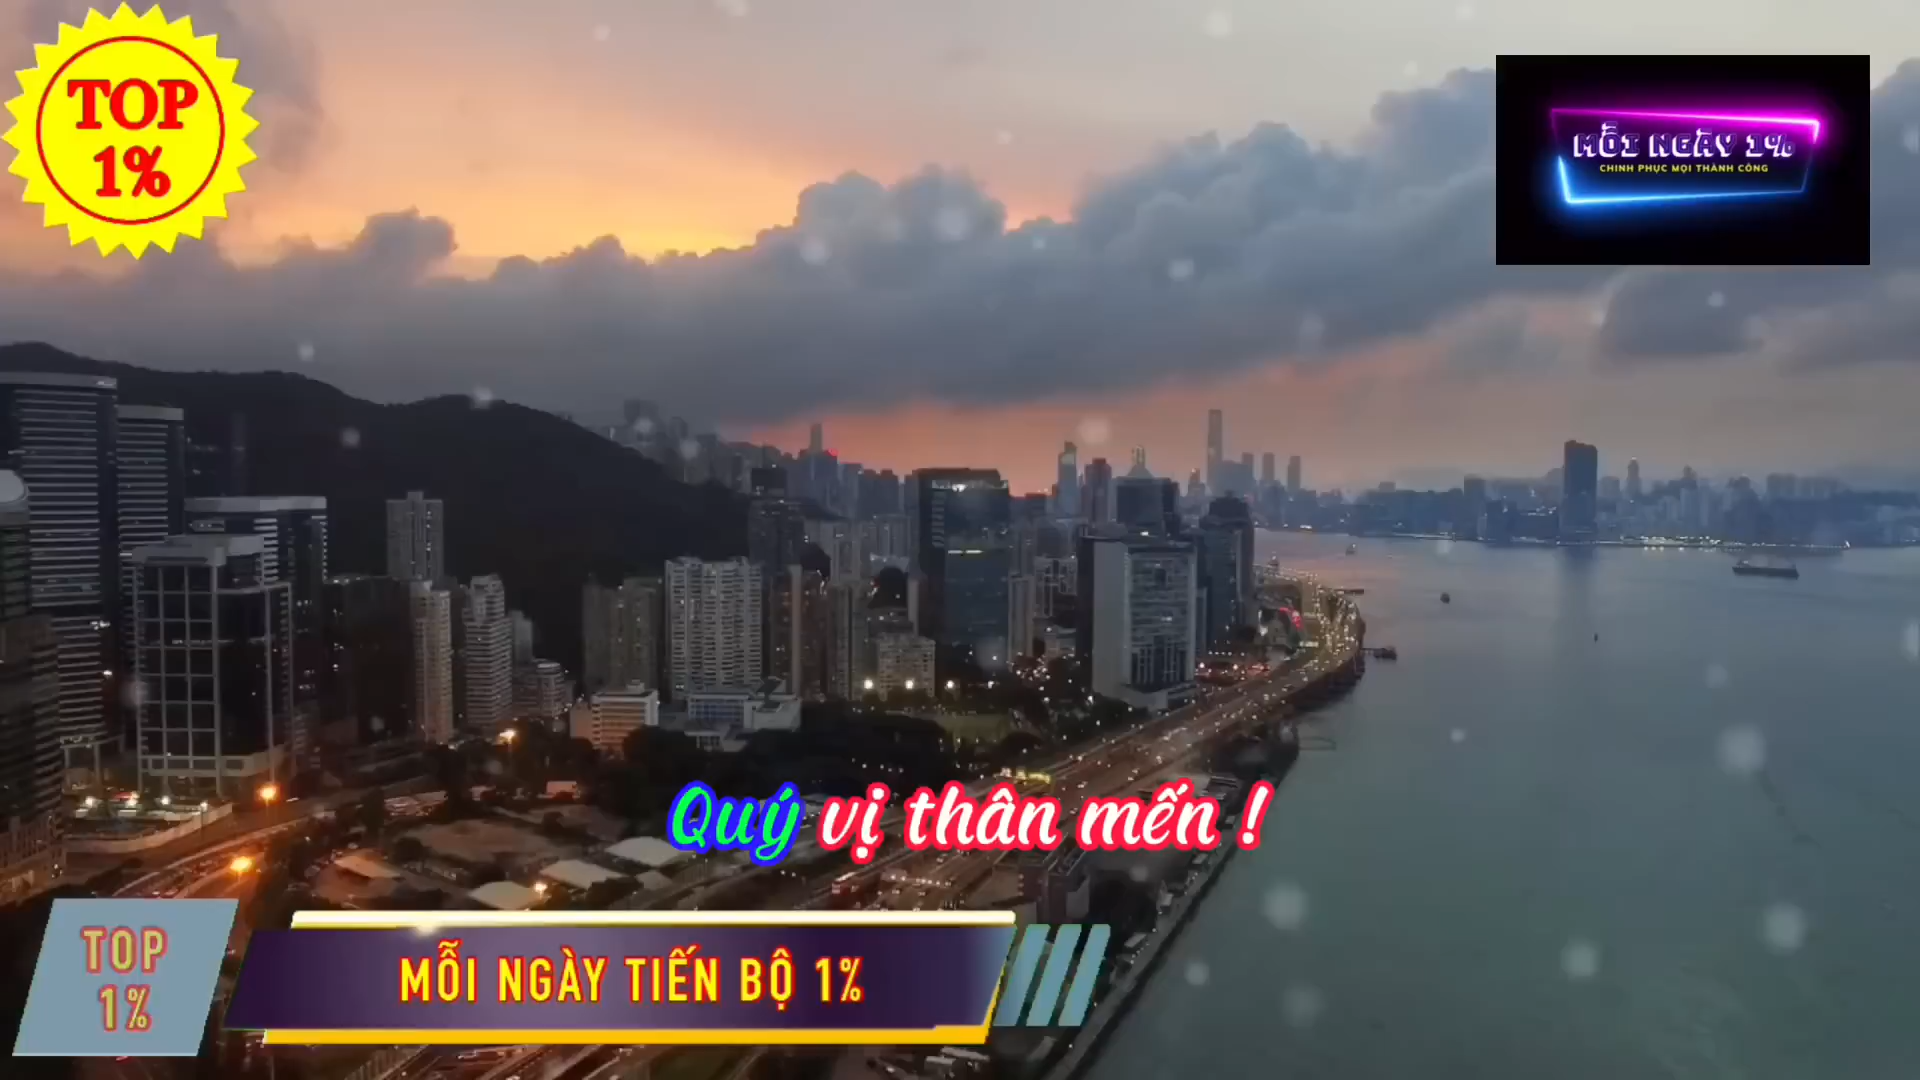 TOP
1%
MỖI NGÀY 1%
CHINH PHỤC MỌI THÀNH CÔNG
Quý vị thân mến !
TOP
1%
MỖI NGÀY TIẾN BỘ 1%